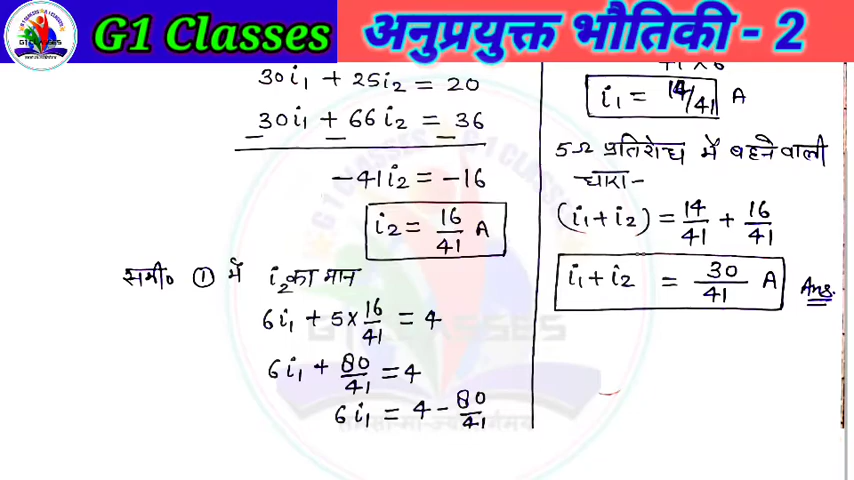 G1 Classes अनुप्रयुक्त भौतिकी - 2
30i₁ + 25i₂ = 20
30i₁ + 66i₂ = 36
− − −
−41i₂ = −16
i₂ = 16/41 A
समी० ① में i₂ का मान
6i₁ + 5 × 16/41 = 4
6i₁ + 80/41 = 4
6i₁ = 4 − 80/41
i₁ = 14/41 A
5Ω प्रतिरोध में बहने वाली
धारा −
(i₁ + i₂) = 14/41 + 16/41
i₁ + i₂ = 30/41 A Ans.
G1 CLASSES